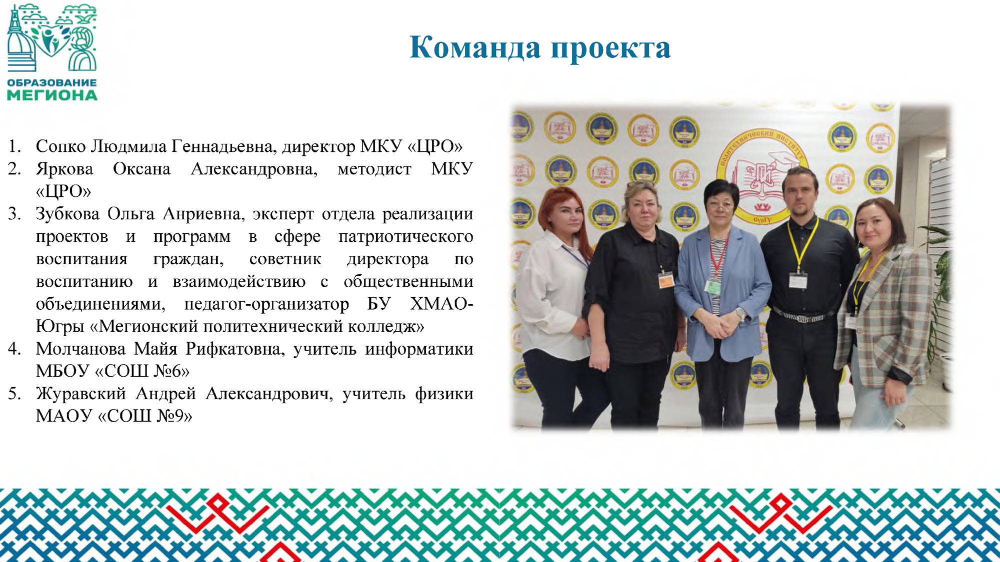 ОБРАЗОВАНИЕ
МЕГИОНА
Команда проекта
1. Сопко Людмила Геннадьевна, директор МКУ «ЦРО»
2. Яркова Оксана Александровна, методист МКУ
«ЦРО»
3. Зубкова Ольга Анриевна, эксперт отдела реализации
проектов и программ в сфере патриотического
воспитания граждан, советник директора по
воспитанию и взаимодействию с общественными
объединениями, педагог-организатор БУ ХМАО-
Югры «Мегионский политехнический колледж»
4. Молчанова Майя Рифкатовна, учитель информатики
МБОУ «СОШ №6»
5. Журавский Андрей Александрович, учитель физики
МАОУ «СОШ №9»
ПОЛИТЕХНИЧЕСКИЙ ИНСТИТУТ
СурГУ